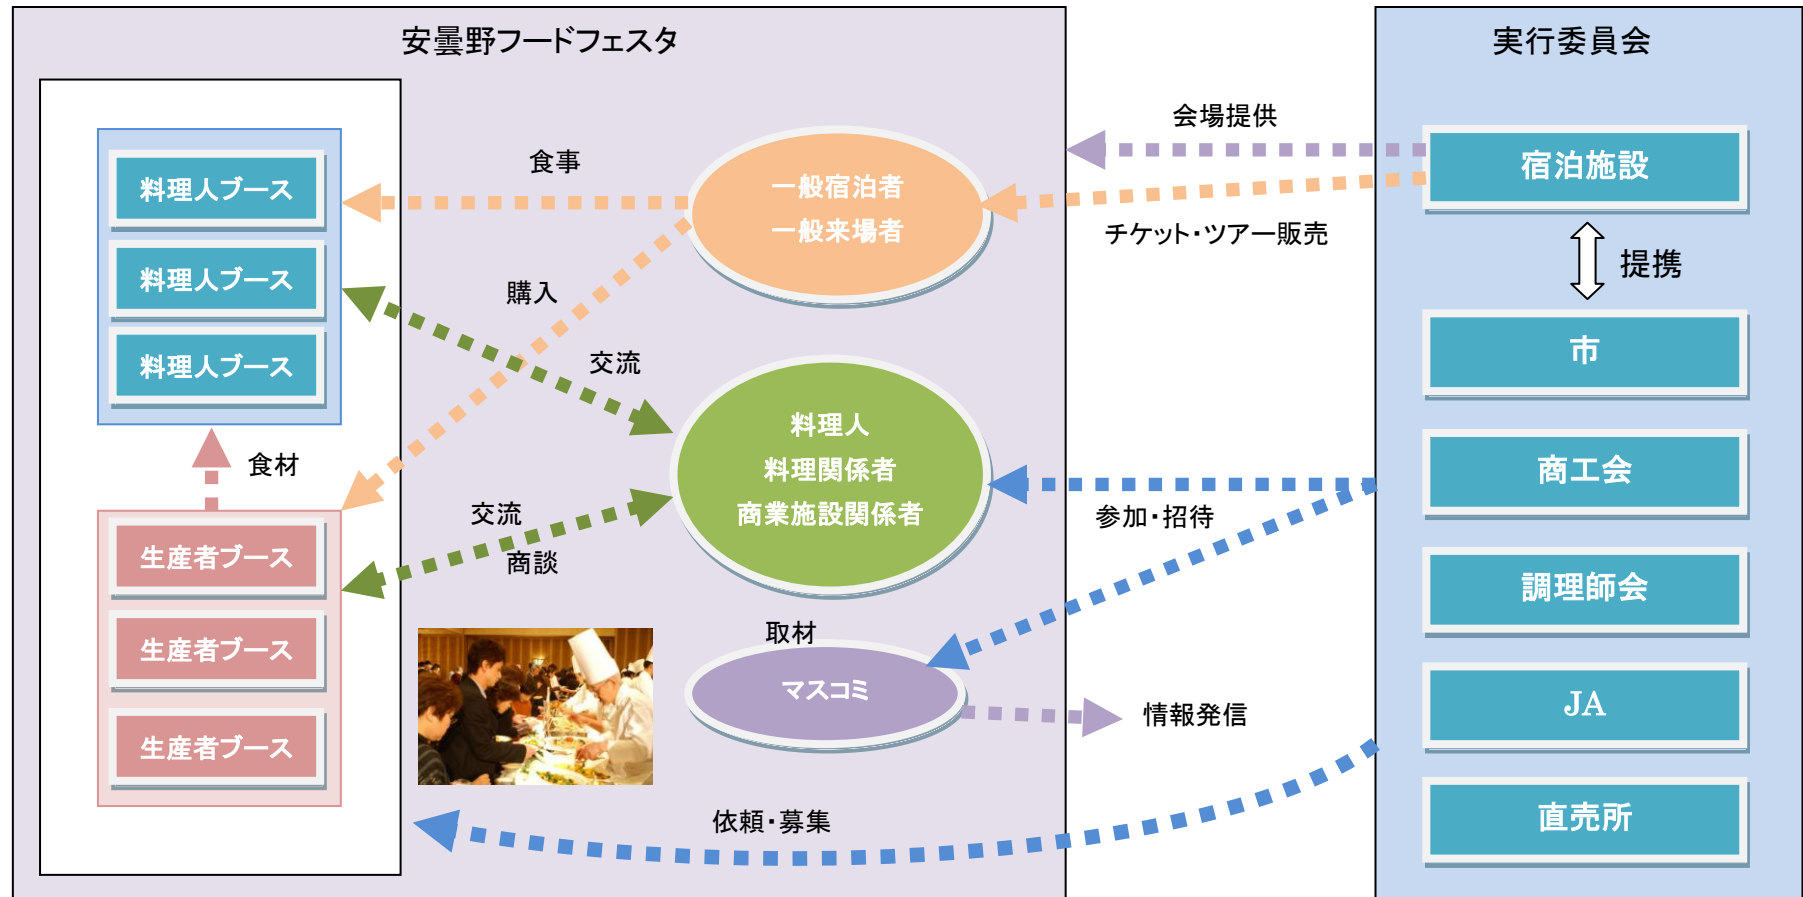 安曇野フードフェスタ
料理人ブース
料理人ブース
料理人ブース
食材
生産者ブース
生産者ブース
生産者ブース
食事
購入
交流
交流
商談
一般宿泊者
一般来場者
料理人
料理関係者
商業施設関係者
取材
マスコミ
依頼・募集
会場提供
チケット・ツアー販売
参加・招待
情報発信
実行委員会
宿泊施設
提携
市
商工会
調理師会
JA
直売所